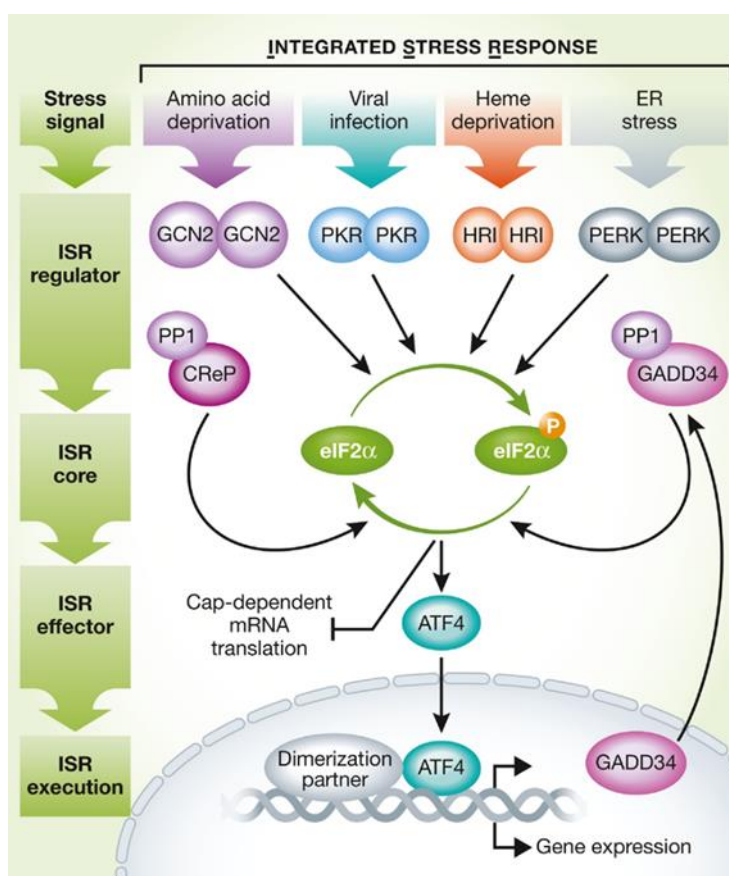 INTEGRATED STRESS RESPONSE
Stress
signal
Amino acid
deprivation
Viral
infection
Heme
deprivation
ER
stress
ISR
regulator
GCN2 GCN2
PKR PKR
HRI HRI
PERK PERK
PP1
CReP
PP1
GADD34
ISR
core
eIF2α
eIF2α
P
ISR
effector
Cap-dependent
mRNA
translation
ATF4
ISR
execution
Dimerization
partner
ATF4
GADD34
Gene expression